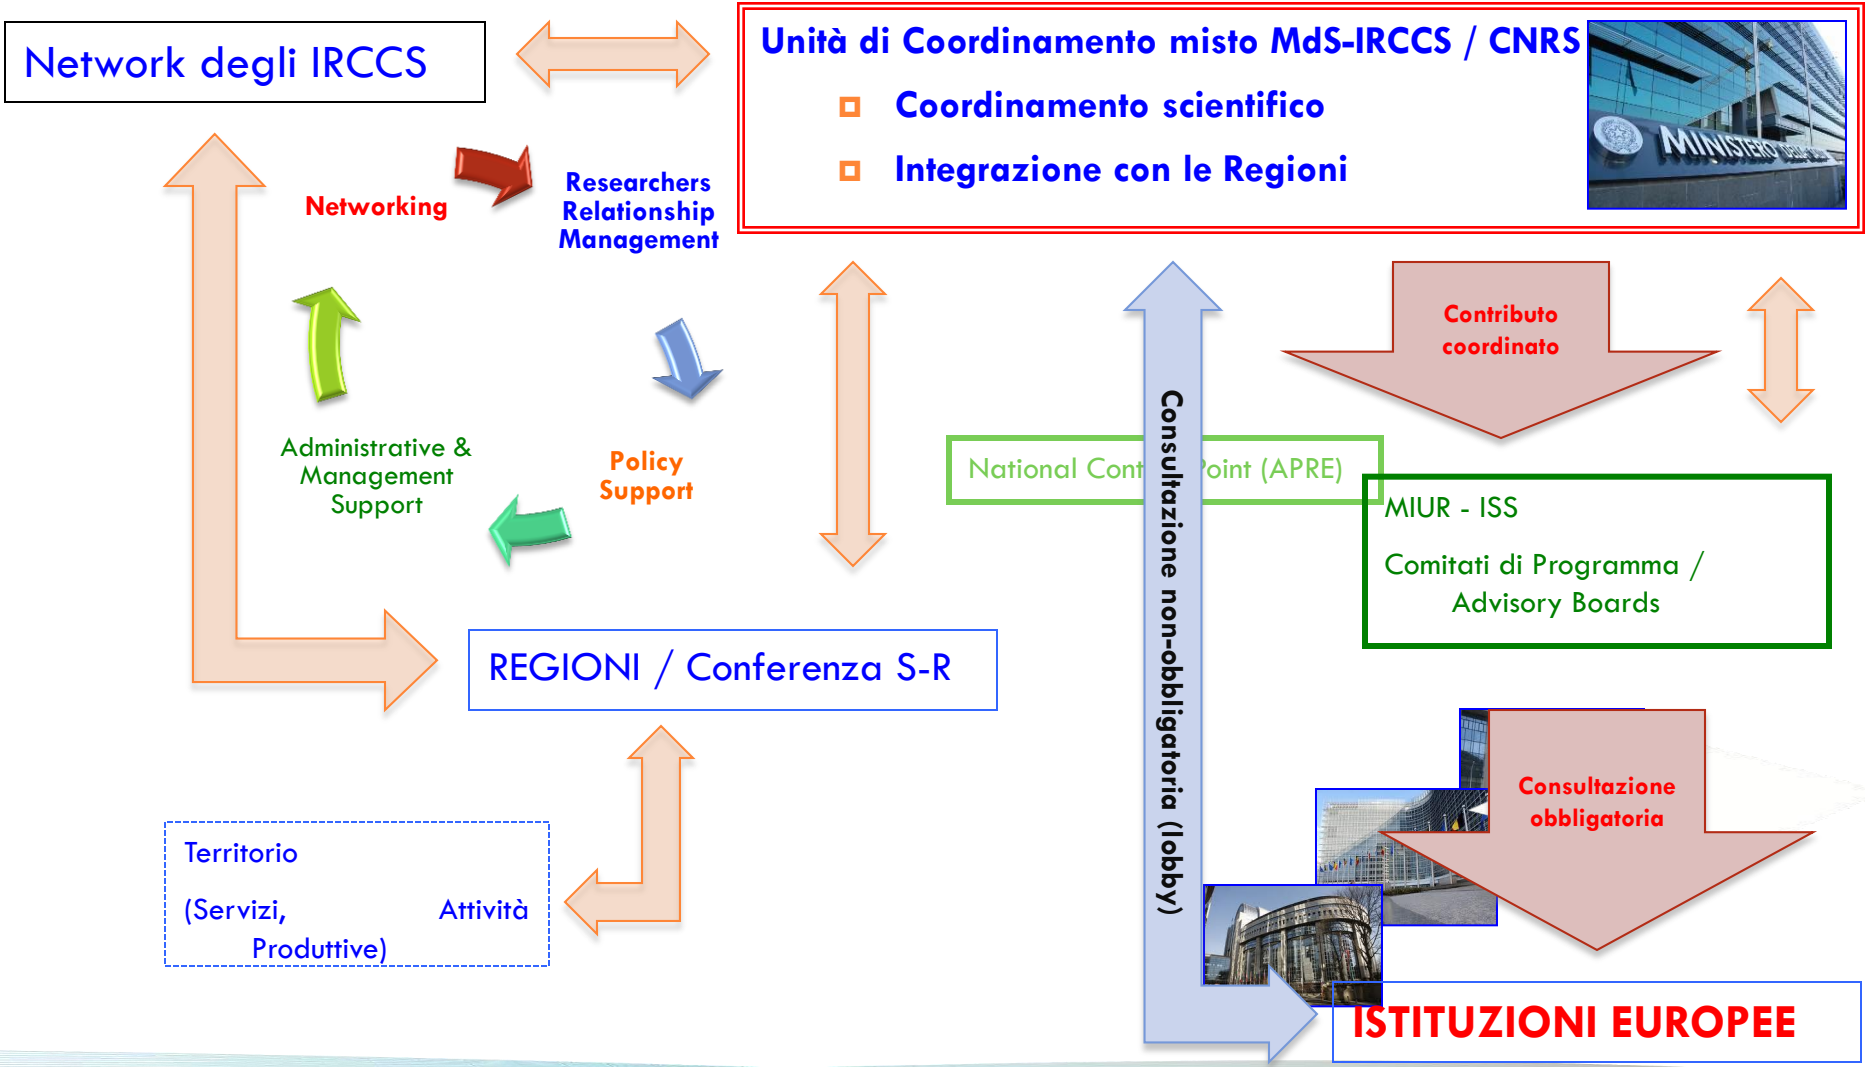 Network degli IRCCS
Unità di Coordinamento misto MdS-IRCCS / CNRS
Coordinamento scientifico
Integrazione con le Regioni
MINISTERO
Networking
Researchers
Relationship
Management
Policy
Support
Administrative &
Management
Support
Contributo
coordinato
Consultazione non-obbligatoria (lobby)
National Point (APRE)
MIUR - ISS
Comitati di Programma /
Advisory Boards
REGIONI / Conferenza S-R
Territorio
(Servizi, Attività
Produttive)
Consultazione
obbligatoria
ISTITUZIONI EUROPEE